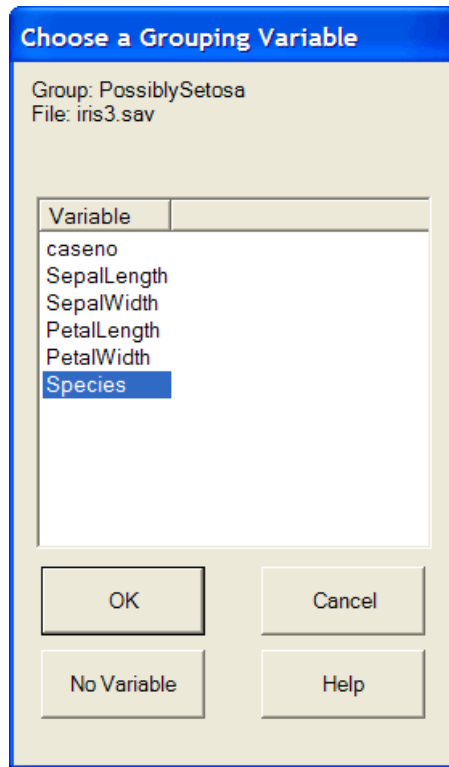 Choose a Grouping Variable
Group: PossiblySetosa
File: iris3.sav
Variable
caseno
SepalLength
SepalWidth
PetalLength
PetalWidth
Species
OK
Cancel
No Variable
Help